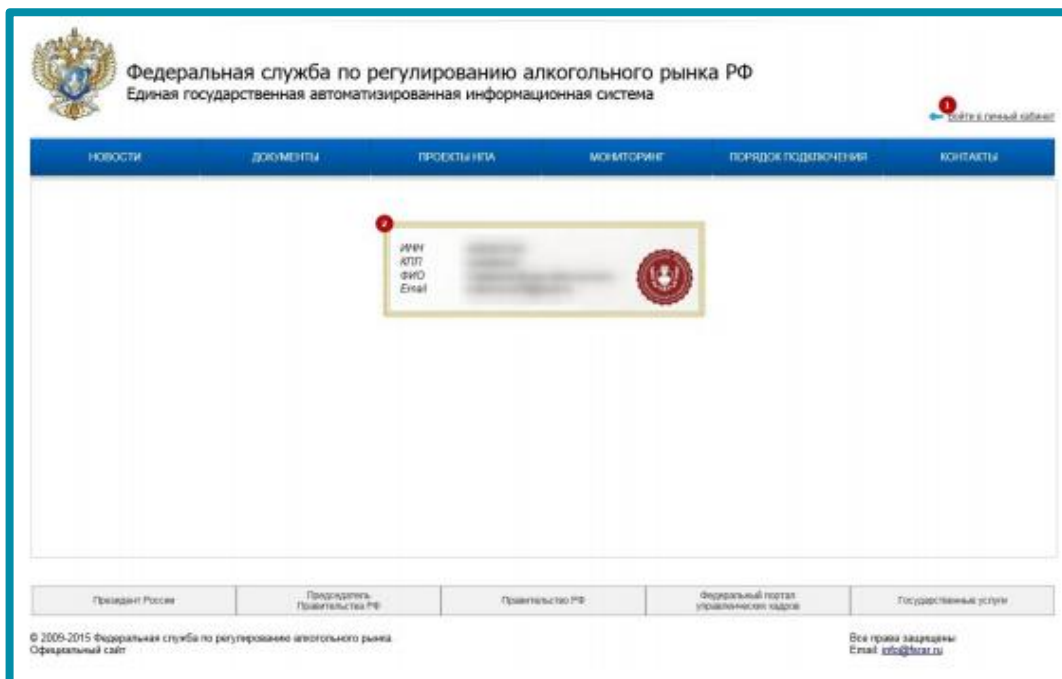 Федеральная служба по регулированию алкогольного рынка РФ
Единая государственная автоматизированная информационная система
1
Войти в личный кабинет
НОВОСТИ
ДОКУМЕНТЫ
ПРОЕКТЫ НПА
МОНИТОРИНГ
ПОРЯДОК ПОДКЛЮЧЕНИЯ
КОНТАКТЫ
2
ИНН
КПП
ФИО
Email
Президент России
Председатель
Правительства РФ
Правительство РФ
Федеральный портал
управленческих кадров
Государственные услуги
© 2009-2015 Федеральная служба по регулированию алкогольного рынка
Официальный сайт
Все права защищены
Email: info@fsrar.ru